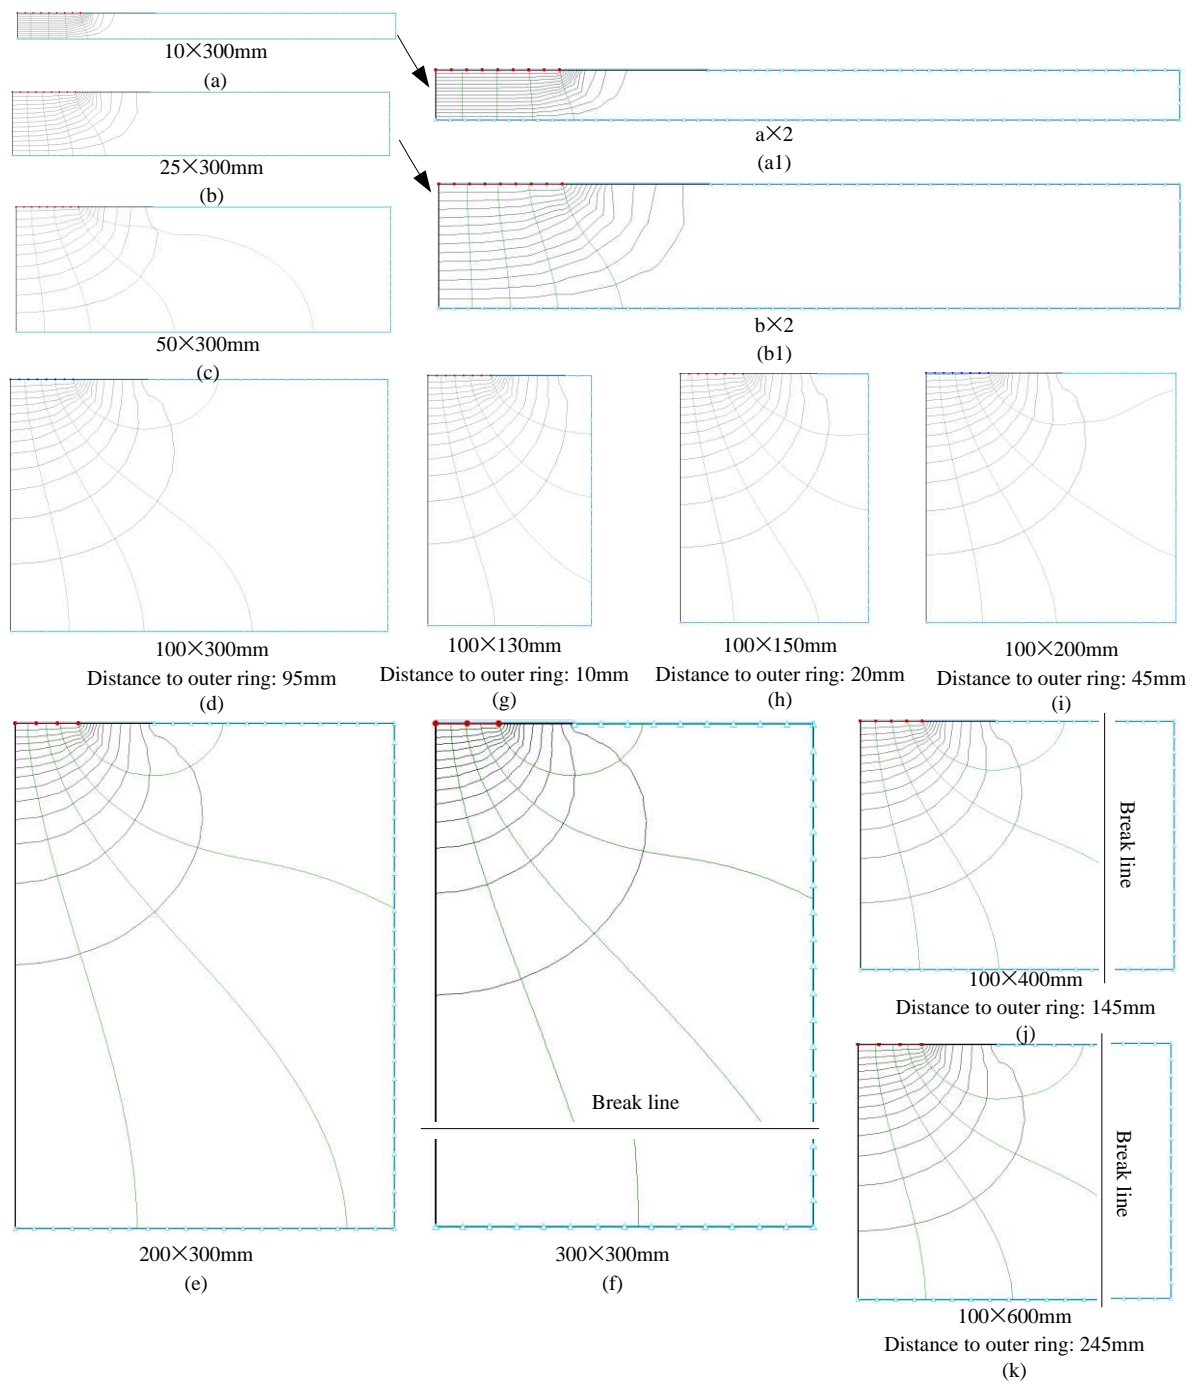 10×300mm
(a)
25×300mm
(b)
a×2
(a1)
50×300mm
(c)
b×2
(b1)
100×300mm
Distance to outer ring: 95mm
(d)
100×130mm
Distance to outer ring: 10mm
(g)
100×150mm
Distance to outer ring: 20mm
(h)
100×200mm
Distance to outer ring: 45mm
(i)
200×300mm
(e)
Break line
300×300mm
(f)
Break line
100×400mm
Distance to outer ring: 145mm
(j)
Break line
100×600mm
Distance to outer ring: 245mm
(k)